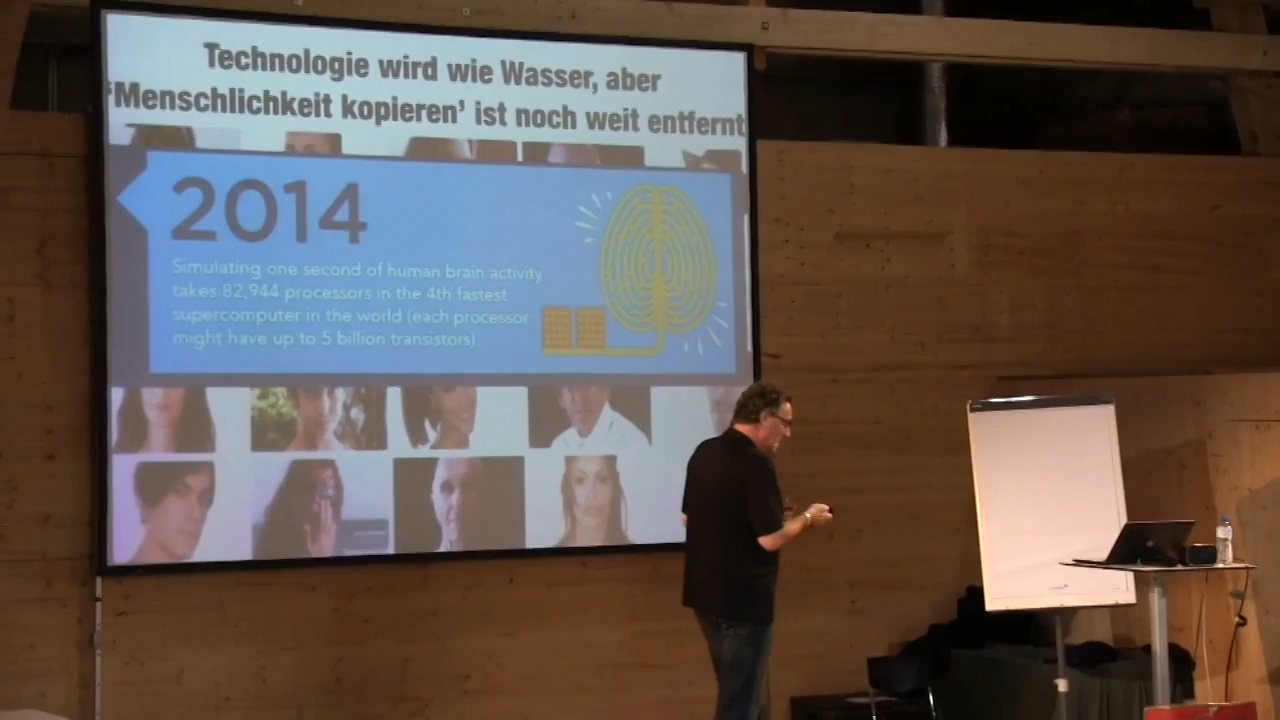 Technologie wird wie Wasser, aber
‘Menschlichkeit kopieren’ ist noch weit entfernt
2014
Simulating one second of human brain activity
takes 82,944 processors in the 4th fastest
supercomputer in the world (each processor
might have up to 5 billion transistors).